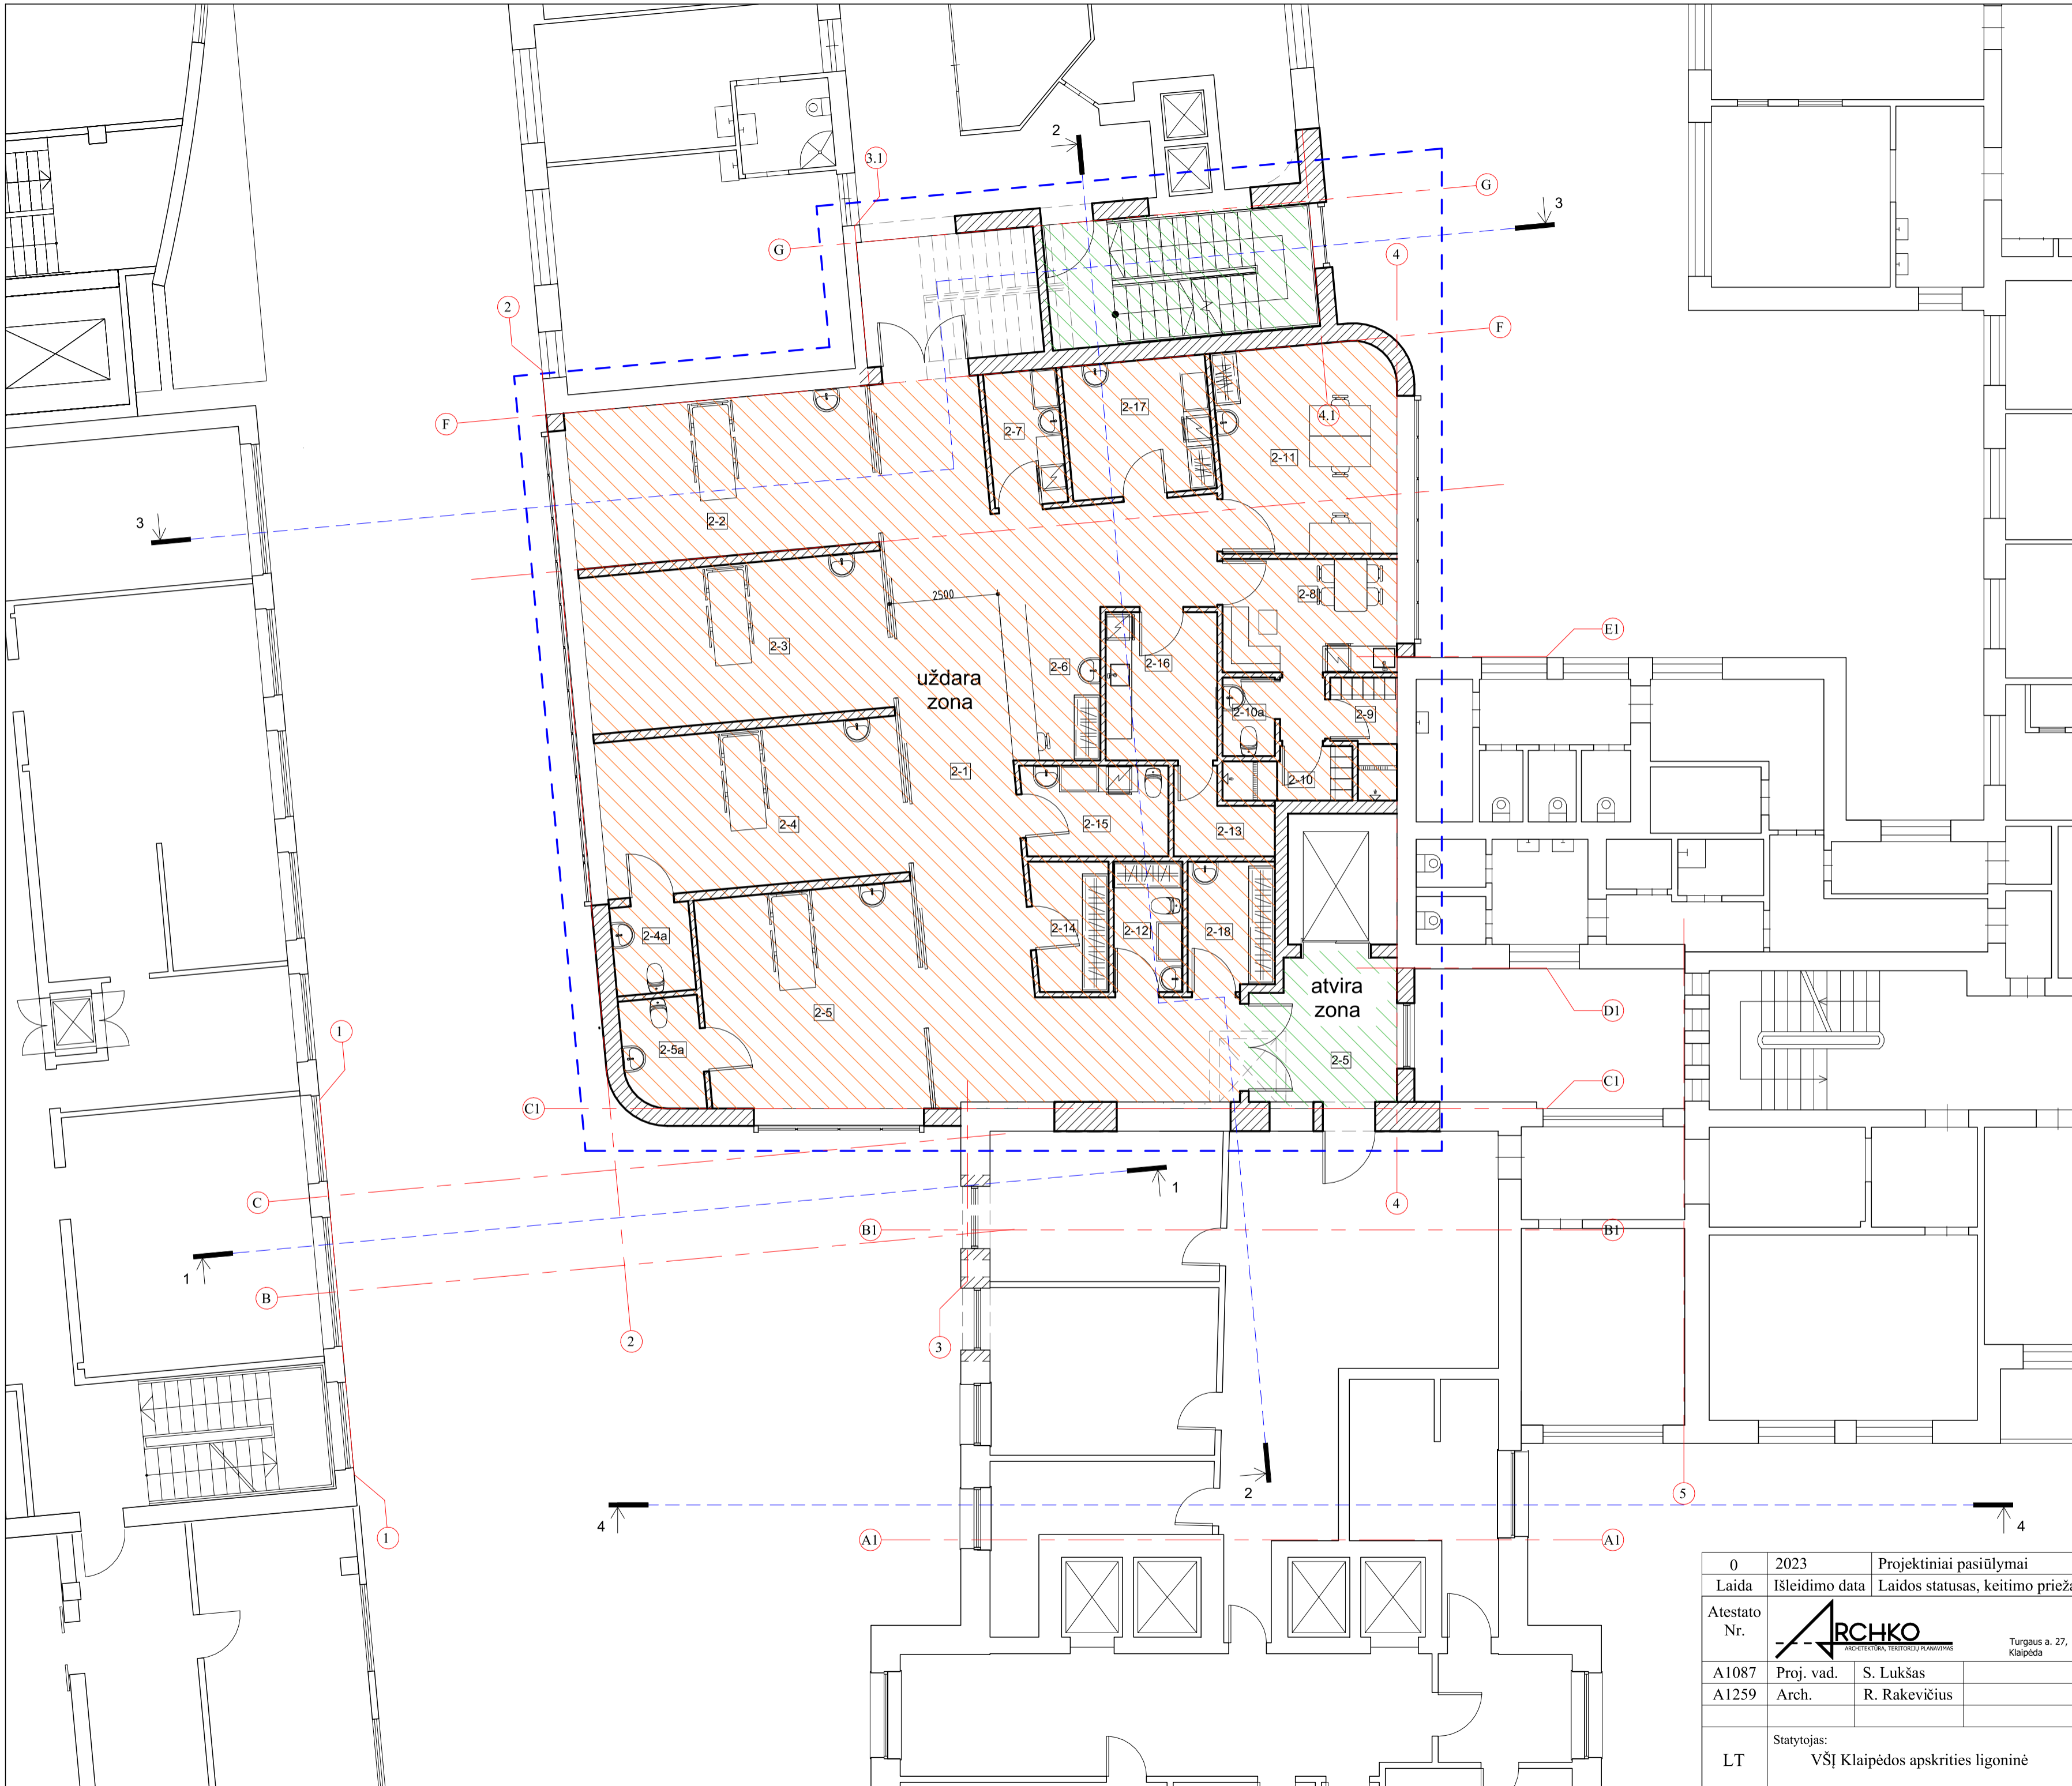 2
3.1
G
3
G
4
2
F
F
4.1
2-17
2-7
2-11
2-2
3
2-8
2500
E1
2-3
2-6
2-16
uždara
zona
2-10a
2-9
2-1
2-10
2-4
2-15
2-13
2-4a
2-14
2-12
2-18
atvira
zona
2-5
D1
1
2-5a
2-5
C1
C1
C
1
4
B1
B1
1
B
2
3
2
5
4
4
1
A1
A1
0 2023 Projektiniai pasiūlymai
Laida Išleidimo data Laidos statusas, keitimo prieža
Atestato
Nr.
ARCHKO
ARCHITEKTŪRA, TERITORIJŲ PLANAVIMAS
Turgaus a. 27,
Klaipėda
A1087 Proj. vad. S. Lukšas
A1259 Arch. R. Rakevičius
LT
Statytojas:
VŠĮ Klaipėdos apskrities ligoninė